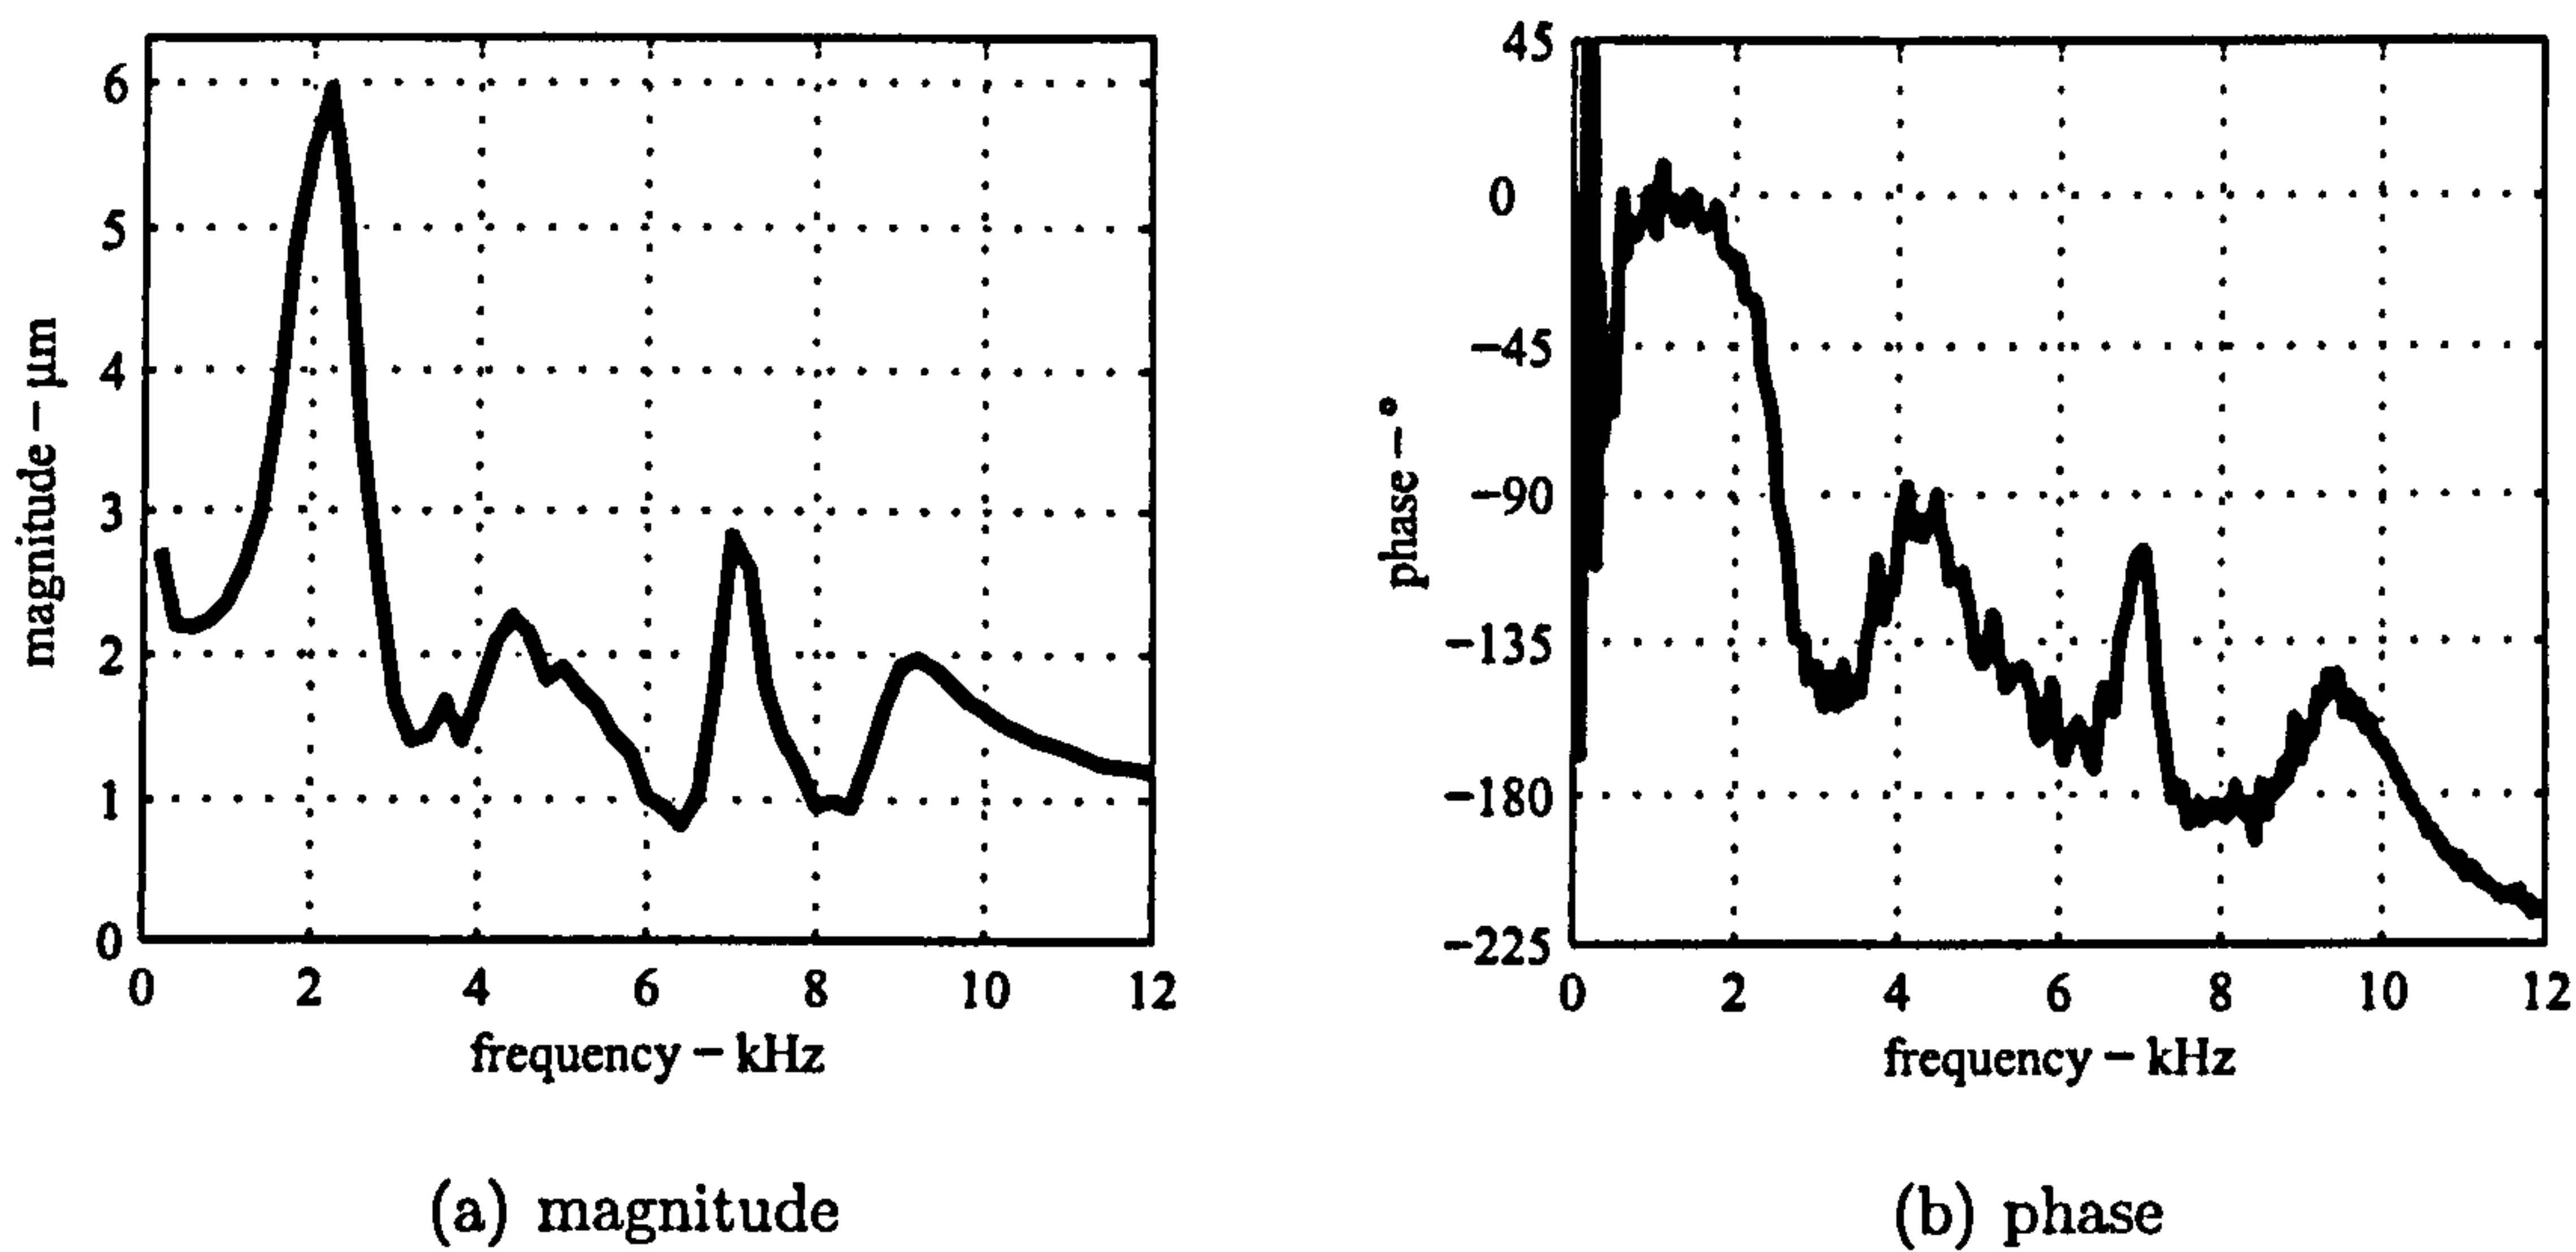 6
5
4
3
2
1
0
magnitude – μm
0 2 4 6 8 10 12
frequency – kHz
(a) magnitude
45
0
−45
−90
−135
−180
−225
phase – °
0 2 4 6 8 10 12
frequency – kHz
(b) phase